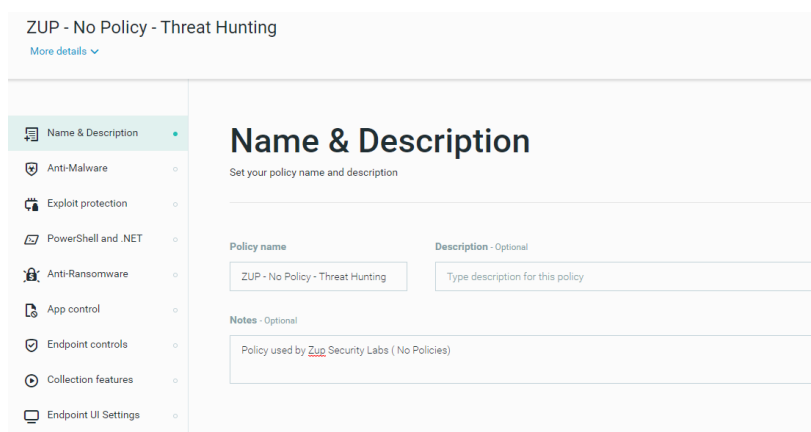 ZUP - No Policy - Threat Hunting
More details
Name & Description
Anti-Malware
Exploit protection
PowerShell and .NET
Anti-Ransomware
App control
Endpoint controls
Collection features
Endpoint UI Settings
Name & Description
Set your policy name and description
Policy name
ZUP - No Policy - Threat Hunting
Description - Optional
Type description for this policy
Notes - Optional
Policy used by Zup Security Labs ( No Policies)